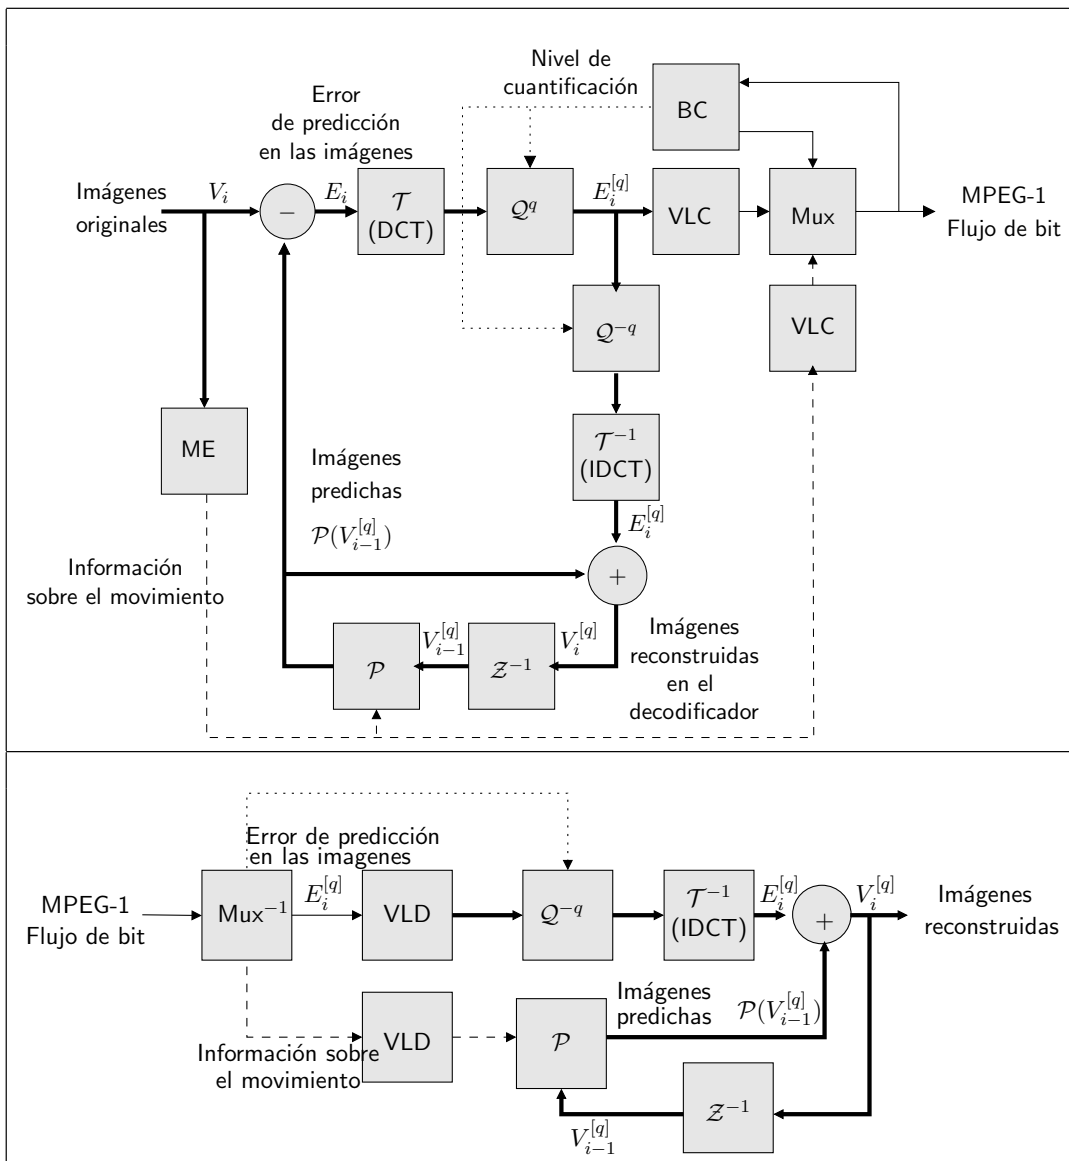 Nivel de
cuantificación
BC
Error
de predicción
en las imágenes
Imágenes
originales
V_i
−
E_i
𝒯
(DCT)
𝒬^q
E_i^{[q]}
VLC
Mux
MPEG-1
Flujo de bit
𝒬^{−q}
VLC
ME
𝒯^{−1}
(IDCT)
Imágenes
predichas
𝒫(V_{i−1}^{[q]})
E_i^{[q]}
+
Información
sobre el movimiento
𝒫
V_{i−1}^{[q]}
𝒵^{−1}
V_i^{[q]}
Imágenes
reconstruidas
en el
decodificador
Error de predicción
en las imagenes
MPEG-1
Flujo de bit
Mux^{−1}
E_i^{[q]}
VLD
𝒬^{−q}
𝒯^{−1}
(IDCT)
E_i^{[q]}
+
V_i^{[q]}
Imágenes
reconstruidas
Imágenes
predichas
𝒫(V_{i−1}^{[q]})
VLD
𝒫
Información sobre
el movimiento
V_{i−1}^{[q]}
𝒵^{−1}